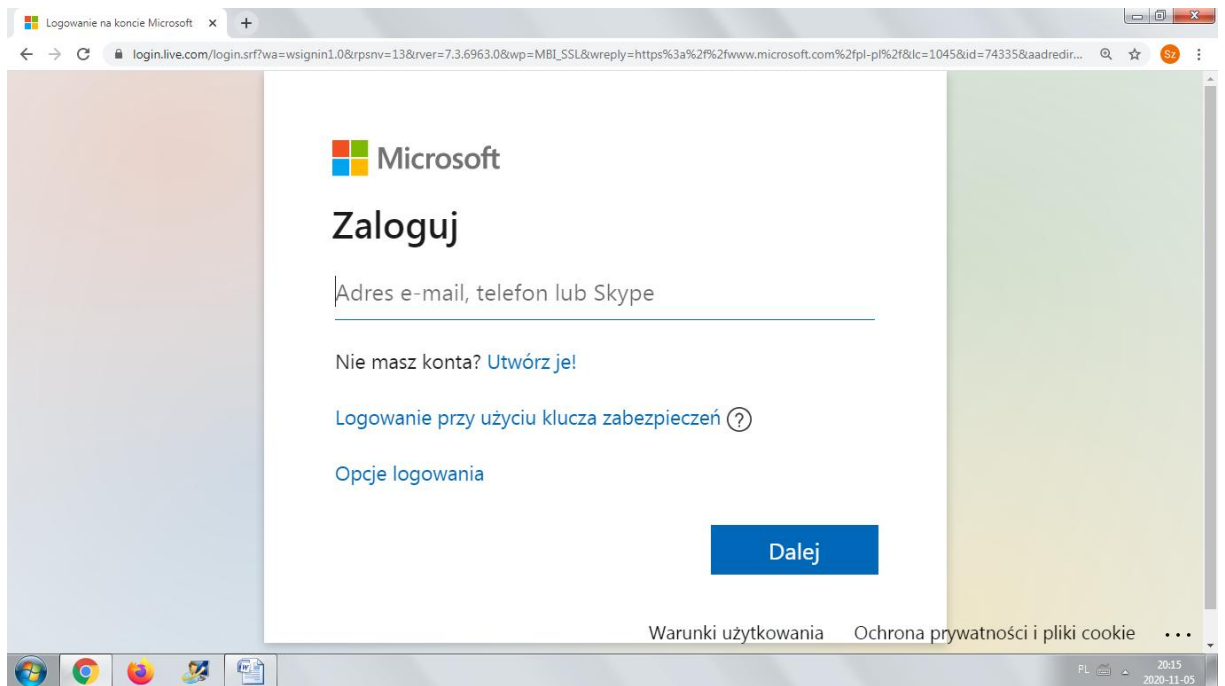 Logowanie na koncie Microsoft
login.live.com/login.srf?wa=wsignin1.0&rpsnv=13&rver=7.3.6963.0&wp=MBI_SSL&wreply=https%3a%2f%2fwww.microsoft.com%2fpl-pl%2f&lc=1045&id=74335&aadredir...
Sz
Microsoft
Zaloguj
Adres e-mail, telefon lub Skype
Nie masz konta? Utwórz je!
Logowanie przy użyciu klucza zabezpieczeń ?
Opcje logowania
Dalej
Warunki użytkowania Ochrona prywatności i pliki cookie ...
PL 20:15
2020-11-05